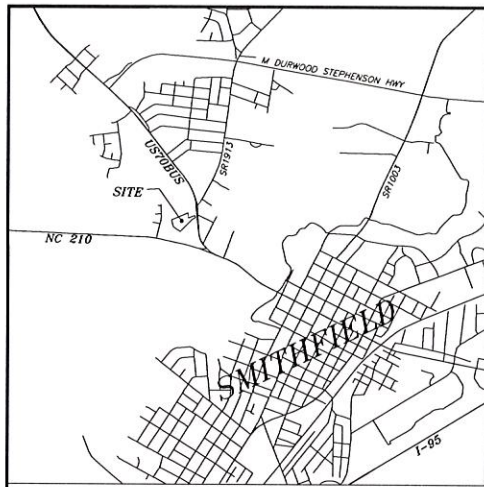 M DURWOOD STEPHENSON HWY
US70BUS
SR1913
SITE
SR1003
NC 210
SMITHFIELD
I-95